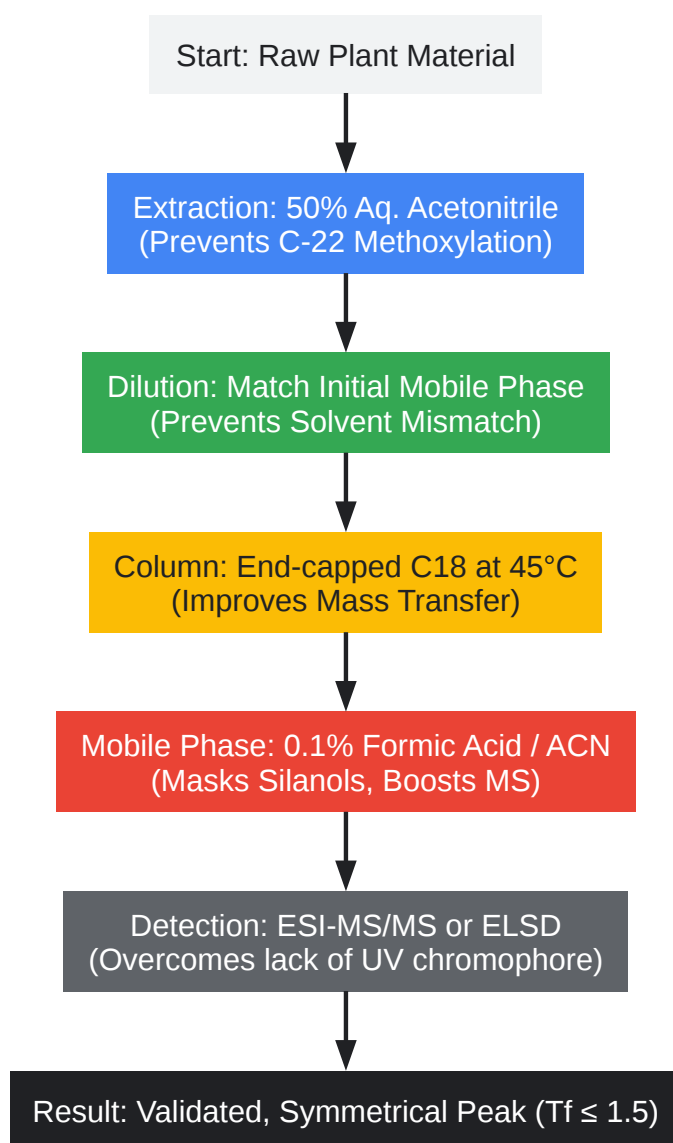 Start: Raw Plant Material
Extraction: 50% Aq. Acetonitrile
(Prevents C-22 Methoxylation)
Dilution: Match Initial Mobile Phase
(Prevents Solvent Mismatch)
Column: End-capped C18 at 45°C
(Improves Mass Transfer)
Mobile Phase: 0.1% Formic Acid / ACN
(Masks Silanols, Boosts MS)
Detection: ESI-MS/MS or ELSD
(Overcomes lack of UV chromophore)
Result: Validated, Symmetrical Peak (Tf ≤ 1.5)